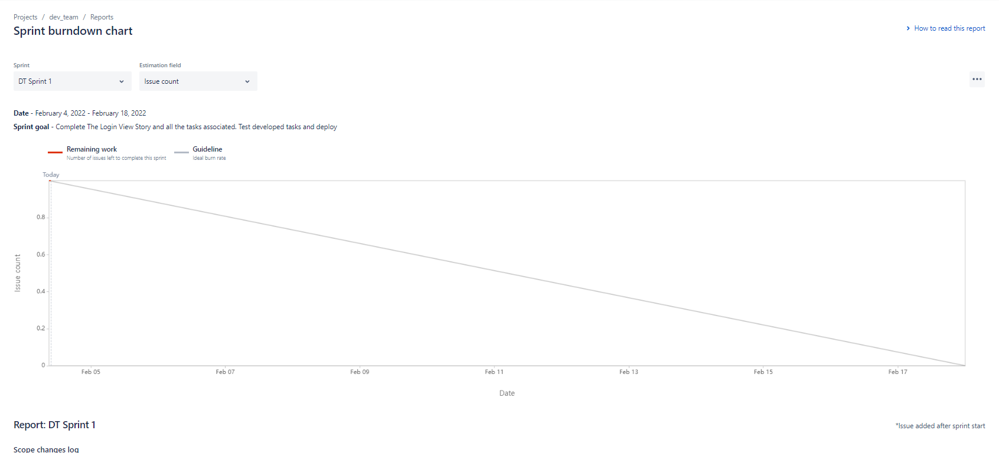 Projects / dev_team / Reports
Sprint burndown chart
How to read this report
Sprint
Estimation field
DT Sprint 1
Issue count
Date - February 4, 2022 - February 18, 2022
Sprint goal - Complete The Login View Story and all the tasks associated. Test developed tasks and deploy
Remaining work
Number of issues left to complete this sprint
Guideline
Ideal burn rate
Today
0.8
0.6
0.4
0.2
0
Issue count
Feb 05
Feb 07
Feb 09
Feb 11
Feb 13
Feb 15
Feb 17
Date
Report: DT Sprint 1
*Issue added after sprint start
Scope changes log